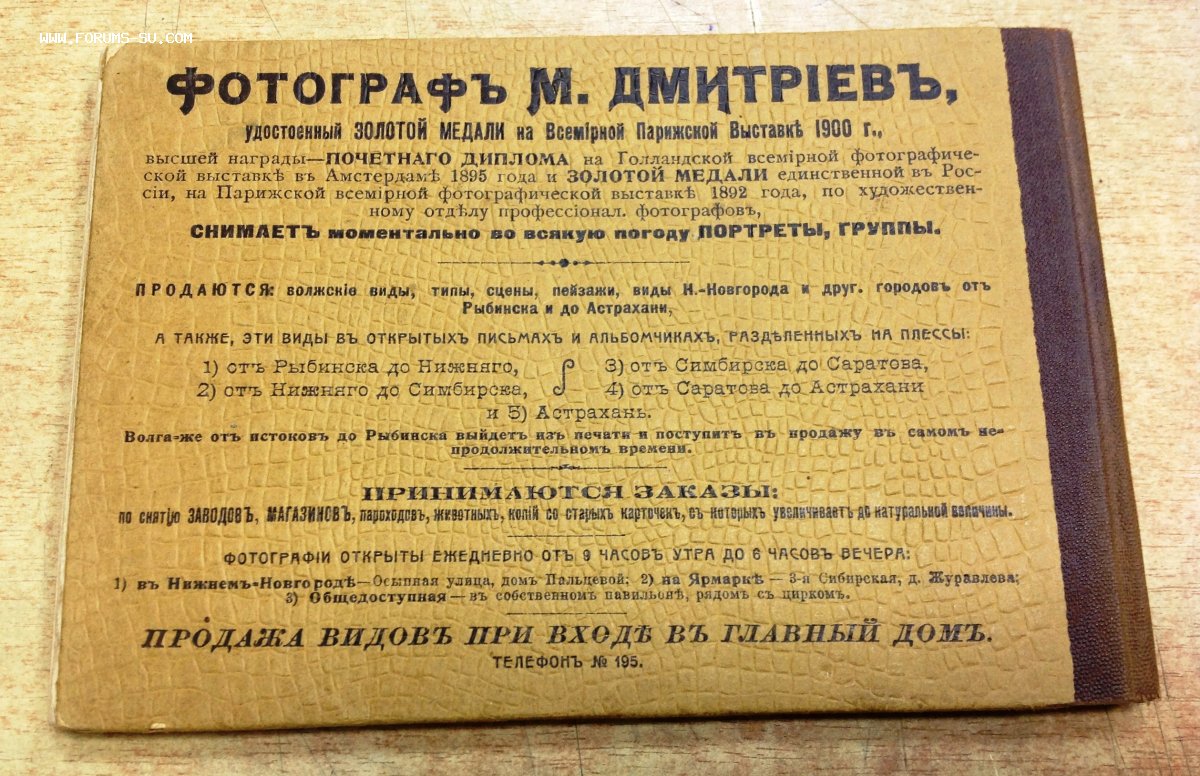 WWW.FORUMS-SU.COM
ФОТОГРАФЪ М. ДМИТРІЕВЪ,
удостоенный ЗОЛОТОЙ МЕДАЛИ на Всемірной Парижской Выставкѣ 1900 г.,
высшей награды—ПОЧЕТНАГО ДИПЛОМА на Голландской всемірной фотографиче-
ской выставкѣ въ Амстердамѣ 1895 года и ЗОЛОТОЙ МЕДАЛИ единственной въ Рос-
сіи, на Парижской всемірной фотографической выставкѣ 1892 года, по художествен-
ному отдѣлу профессіонал. фотографовъ,
СНИМАЕТЪ моментально во всякую погоду ПОРТРЕТЫ, ГРУППЫ.
ПРОДАЮТСЯ: волжскіе виды, типы, сцены, пейзажи, виды Н.-Новгорода и друг. городовъ отъ
Рыбинска и до Астрахани,
А ТАКЖЕ, ЭТИ ВИДЫ ВЪ ОТКРЫТЫХЪ ПИСЬМАХЪ И АЛЬБОМЧИКАХЪ, РАЗДѢЛЕННЫХЪ НА ПЛЕССЫ:
1) отъ Рыбинска до Нижняго,
2) отъ Нижняго до Симбирска,
3) отъ Симбирска до Саратова,
4) отъ Саратова до Астрахани
и 5) Астрахань.
Волга-же отъ истоковъ до Рыбинска выйдетъ изъ печати и поступитъ въ продажу въ самомъ не-
продолжительномъ времени.
ПРИНИМАЮТСЯ ЗАКАЗЫ:
по снятію ЗАВОДОВЪ, МАГАЗИНОВЪ, пароходовъ, животныхъ, копій со старыхъ карточекъ, съ которыхъ увеличиваетъ до натуральной величины.
ФОТОГРАФІИ ОТКРЫТЫ ЕЖЕДНЕВНО ОТЪ 9 ЧАСОВЪ УТРА ДО 6 ЧАСОВЪ ВЕЧЕРА:
1) въ Нижнемъ-Новгородѣ—Осыпная улица, домъ Пальцевой; 2) на Ярмаркѣ — 3-я Сибирская, д. Журавлева;
3) Общедоступная — въ собственномъ павильонѣ, рядомъ съ циркомъ.
ПРОДАЖА ВИДОВЪ ПРИ ВХОДѢ ВЪ ГЛАВНЫЙ ДОМЪ.
ТЕЛЕФОНЪ № 195.